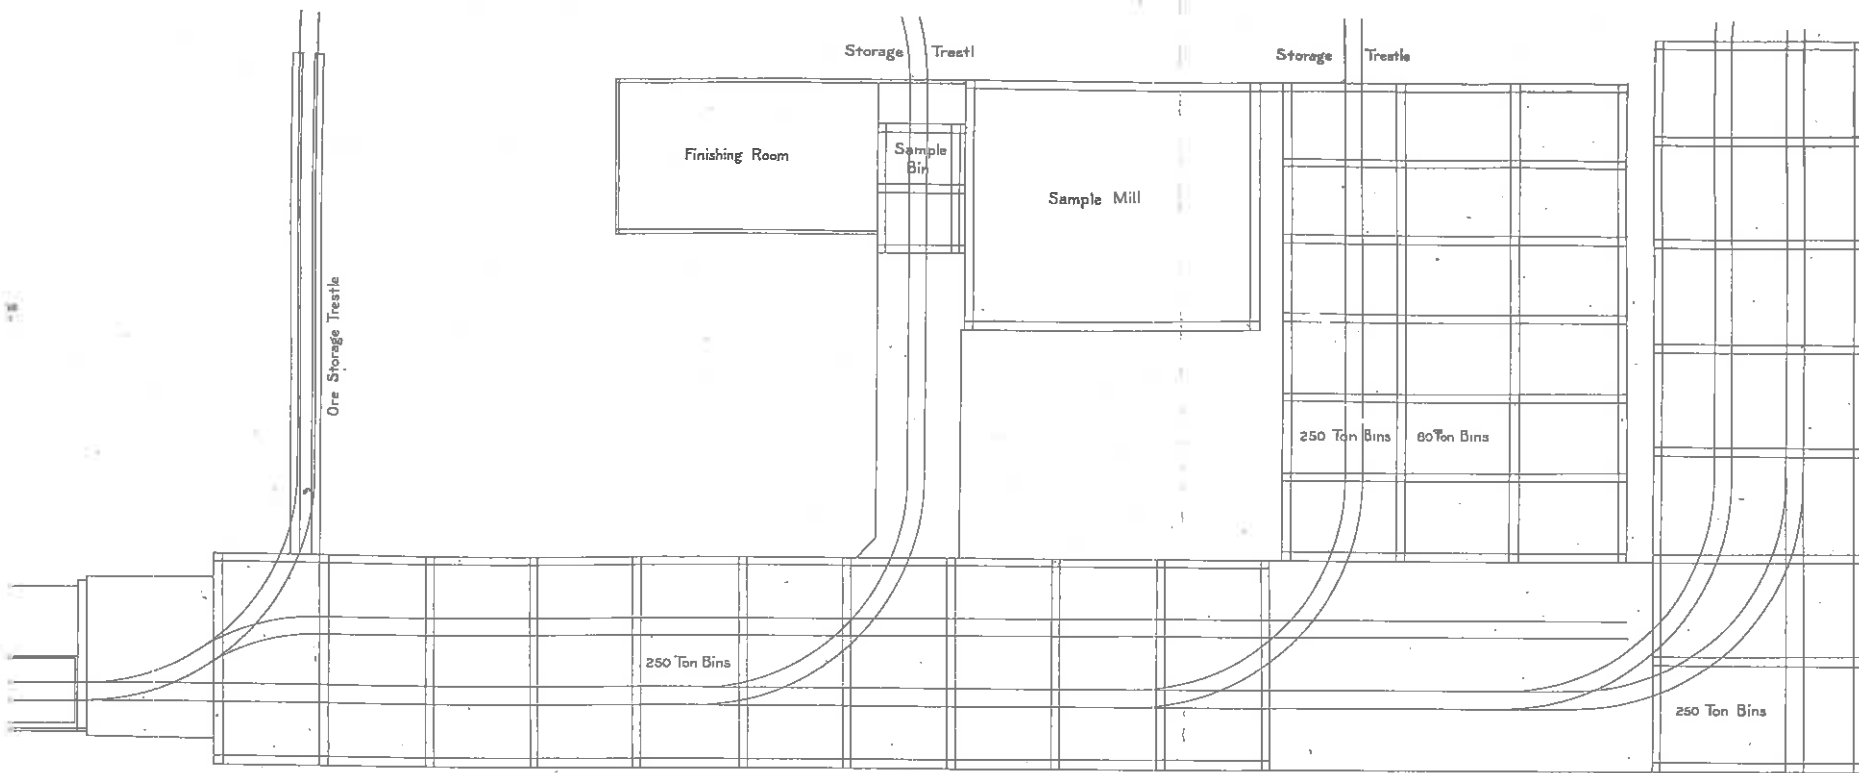 Storage Trestl
Storage Trestle
Finishing Room
Sample
Bin
Sample Mill
Ore Storage Trestle
250 Ton Bins
80 Ton Bins
250 Ton Bins
250 Ton Bins